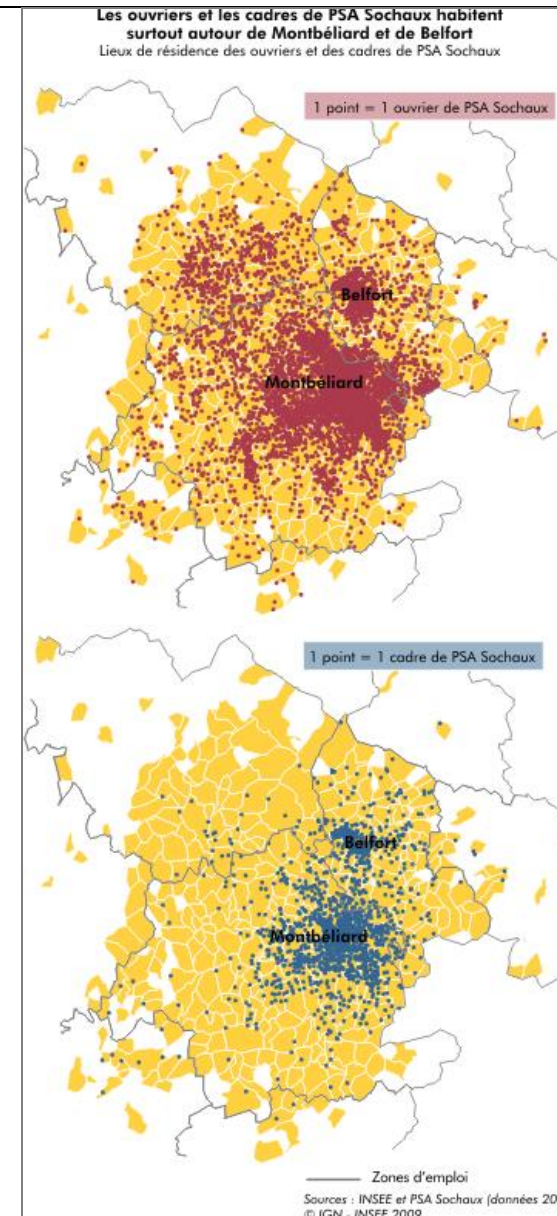 Les ouvriers et les cadres de PSA Sochaux habitent
surtout autour de Montbéliard et de Belfort
Lieux de résidence des ouvriers et des cadres de PSA Sochaux
1 point = 1 ouvrier de PSA Sochaux
Belfort
Montbéliard
1 point = 1 cadre de PSA Sochaux
Belfort
Montbéliard
Zones d'emploi
Sources : INSEE et PSA Sochaux (données 20
© IGN - INSEE 2009